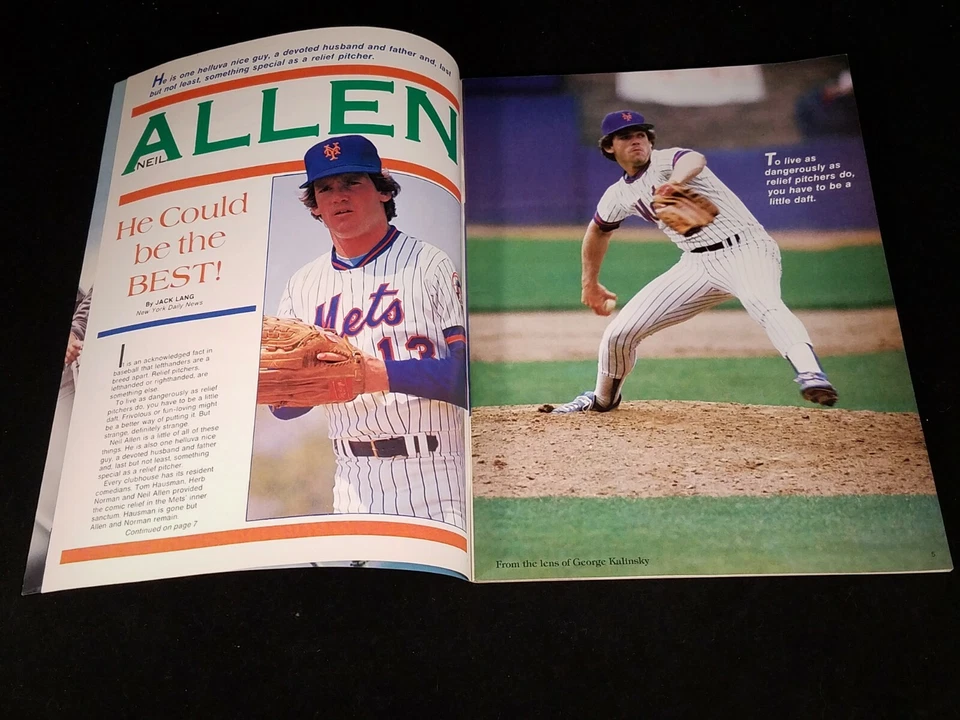 He is one helluva nice guy, a devoted husband and father and, last
but not least, something special as a relief pitcher.
NEIL
ALLEN
He Could
be the
BEST!
By JACK LANG
New York Daily News
It is an acknowledged fact in
baseball that lefthanders are a
breed apart. Relief pitchers,
lefthanded or righthanded, are
something else.
To live as dangerously as relief
pitchers do, you have to be a little
daft. Frivolous or fun-loving might
be a better way of putting it. But
strange, definitely strange.
Neil Allen is a little of all of these
things. He is also one helluva nice
guy, a devoted husband and father
and, last but not least, something
special as a relief pitcher.
Every clubhouse has its resident
comedians. Tom Hausman, Herb
Norman and Neil Allen provided
the comic relief in the Mets' inner
sanctum. Hausman is gone but
Allen and Norman remain.
Continued on page 7
NY
Mets
13
NY
To live as
dangerously as
relief pitchers do,
you have to be a
little daft.
From the lens of George Kalinsky
5